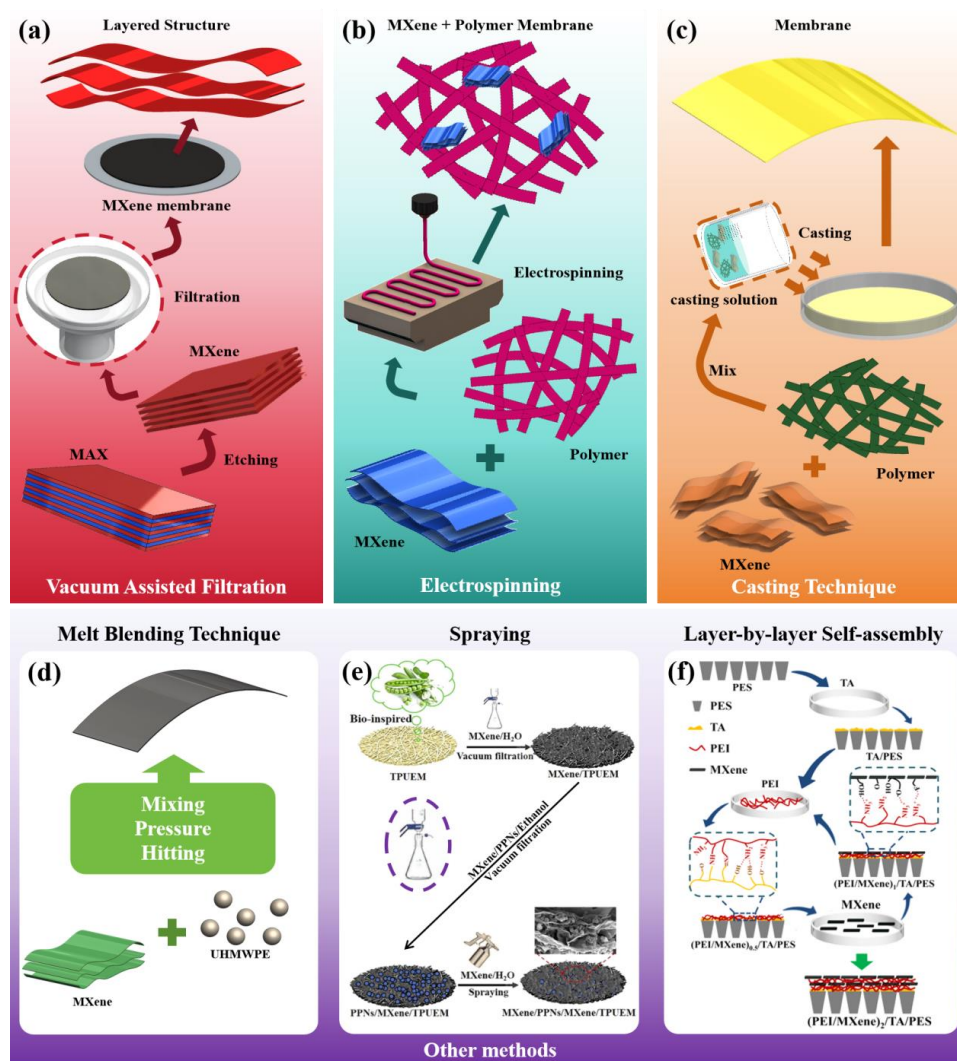 (a)
Layered Structure
MXene membrane
Filtration
MXene
Etching
MAX
Vacuum Assisted Filtration
(b)
MXene + Polymer Membrane
Electrospinning
Polymer
MXene
Electrospinning
(c)
Membrane
Casting
casting solution
Mix
Polymer
MXene
Casting Technique
Melt Blending Technique
(d)
Mixing
Pressure
Hitting
UHMWPE
MXene
Spraying
(e)
Bio-inspired
TPUEM
MXene/H2O
Vacuum filtration
MXene/TPUEM
MXene/PPNs/Ethanol
Vacuum filtration
PPNs/MXene/TPUEM
MXene/H2O
Spraying
MXene/PPNs/MXene/TPUEM
Layer-by-layer Self-assembly
(f)
PES
TA
PES
TA
PEI
MXene
TA/PES
PEI
(PEI/MXene)1/TA/PES
(PEI/MXene)0.5/TA/PES
MXene
(PEI/MXene)2/TA/PES
Other methods